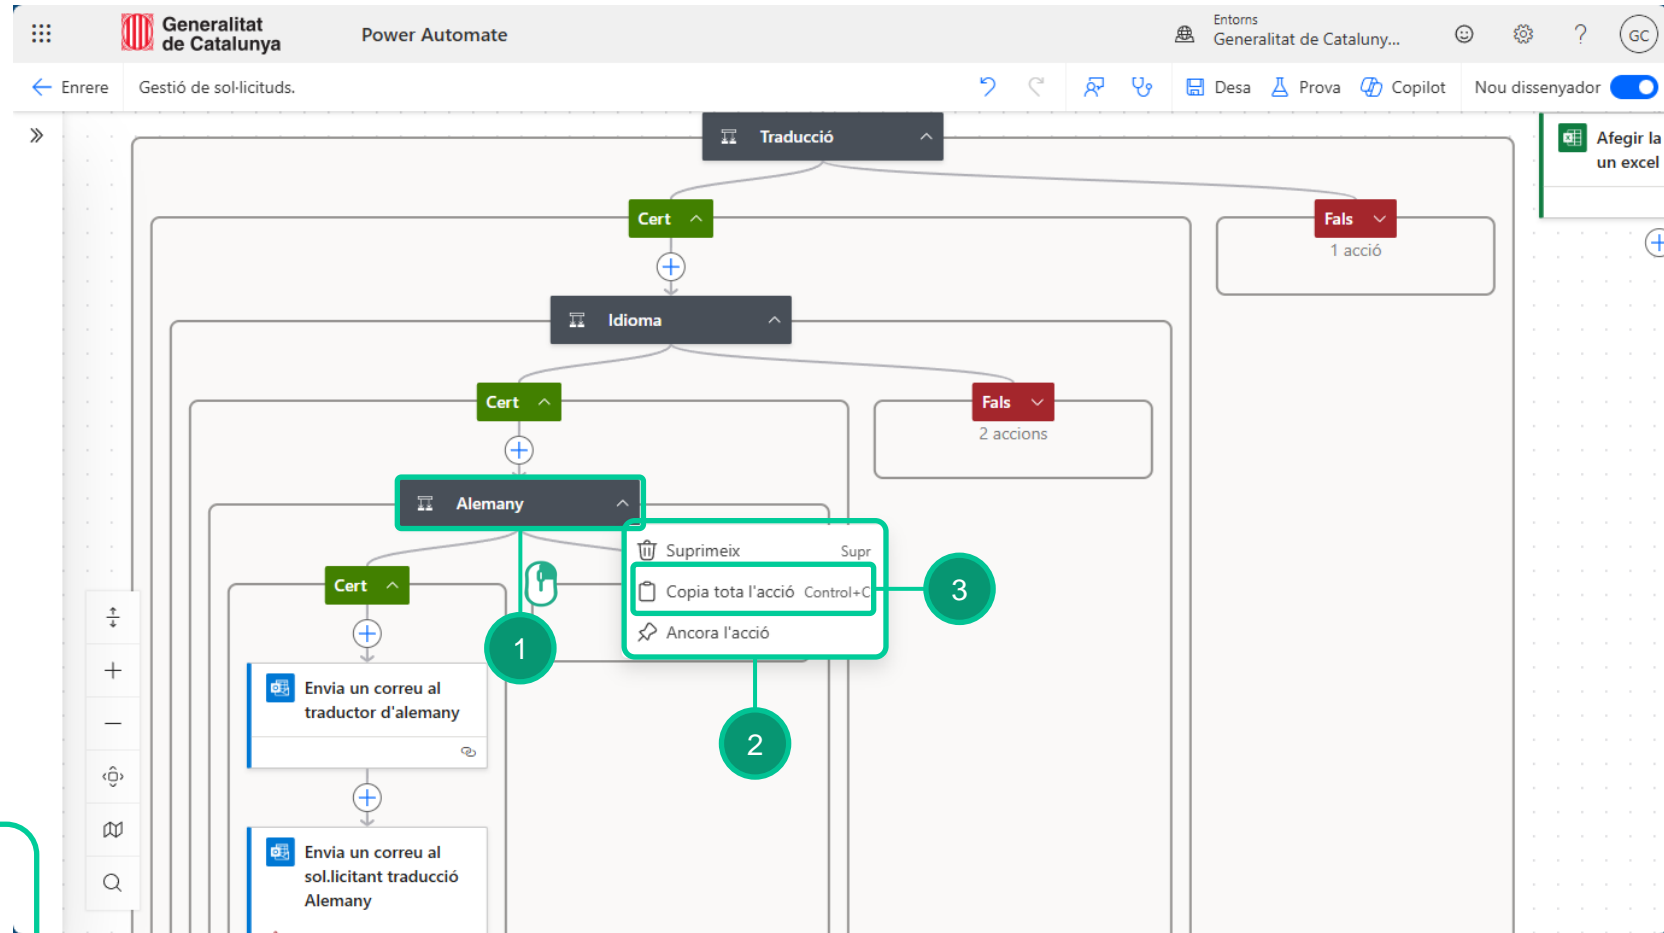 Generalitat
de Catalunya
Power Automate
Entorns
Generalitat de Cataluny...
?
GC
Enrere
Gestió de sol·licituds.
Desa
Prova
Copilot
Nou dissenyador
Traducció
Afegir la
un excel
Cert
Fals
1 acció
Idioma
Cert
Fals
2 accions
Alemany
Suprimeix Supr
Copia tota l'acció Control+C
Ancora l'acció
Cert
1
2
3
Envia un correu al
traductor d'alemany
Envia un correu al
sol.licitant traducció
Alemany